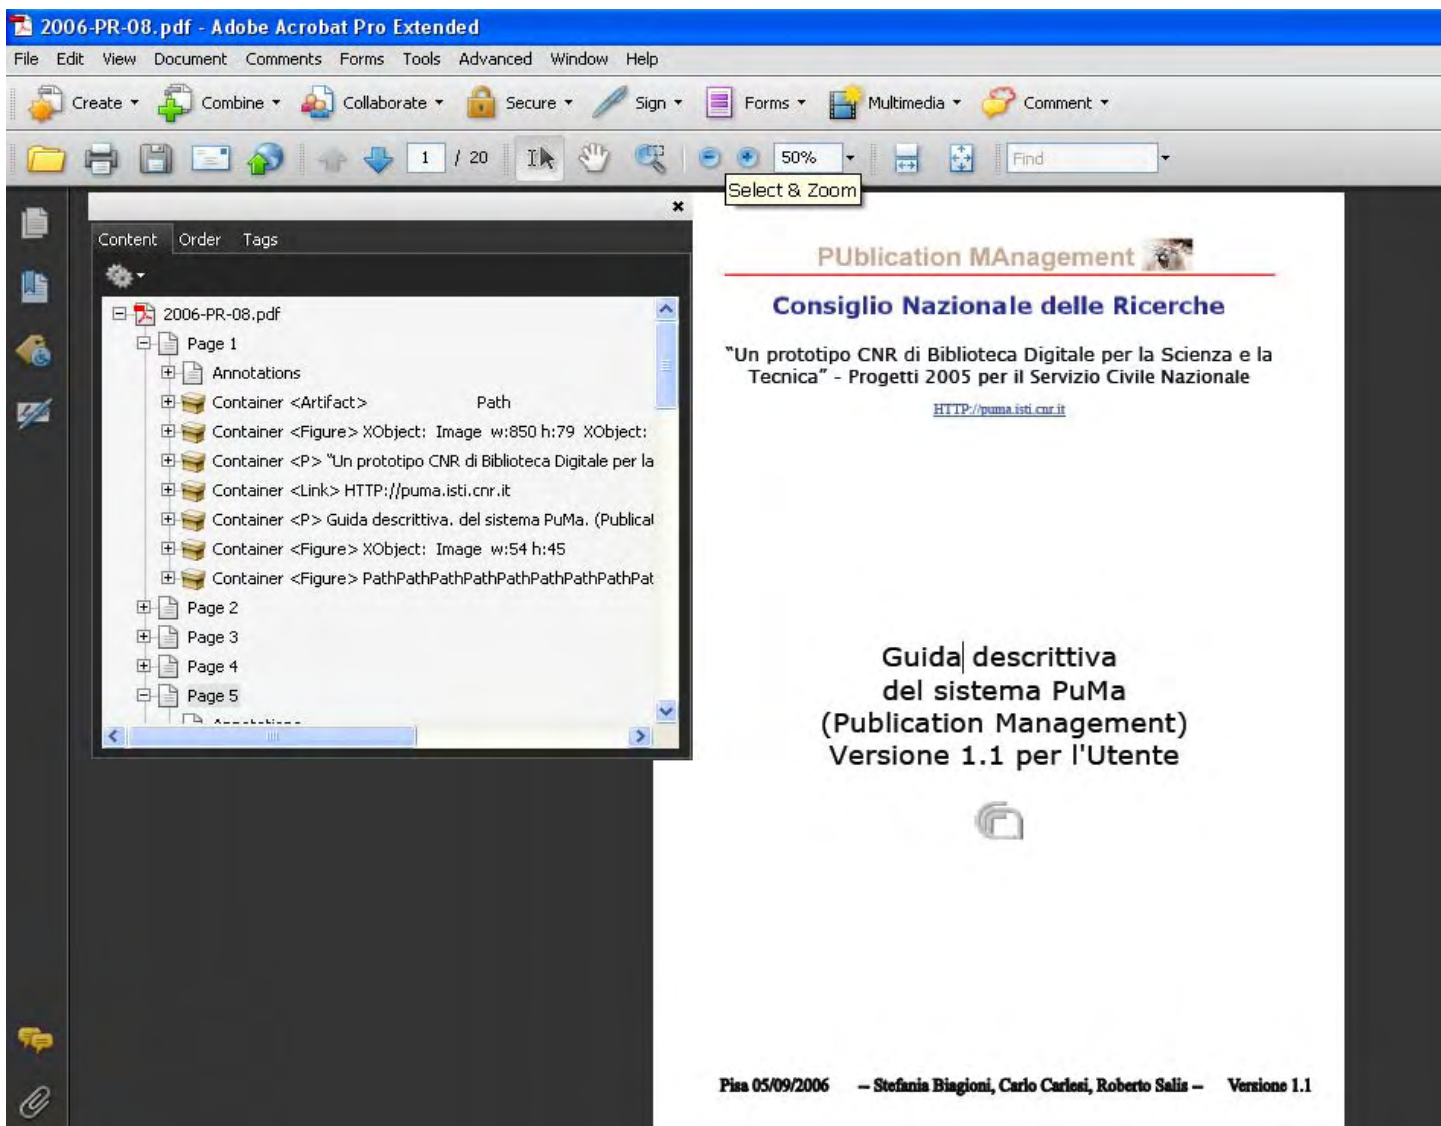 2006-PR-08.pdf - Adobe Acrobat Pro Extended
File Edit View Document Comments Forms Tools Advanced Window Help
Create Combine Collaborate Secure Sign Forms Multimedia Comment
1 / 20 50% Find
Select & Zoom
Content Order Tags
2006-PR-08.pdf
Page 1
Annotations
Container <Artifact> Path
Container <Figure> XObject: Image w:850 h:79 XObject:
Container <P> "Un prototipo CNR di Biblioteca Digitale per la
Container <Link> HTTP://puma.isti.cnr.it
Container <P> Guida descrittiva. del sistema PuMa. (Publica
Container <Figure> XObject: Image w:54 h:45
Container <Figure> PathPathPathPathPathPathPathPathPat
Page 2
Page 3
Page 4
Page 5
PUblication MAnagement
Consiglio Nazionale delle Ricerche
"Un prototipo CNR di Biblioteca Digitale per la Scienza e la
Tecnica" - Progetti 2005 per il Servizio Civile Nazionale
HTTP://puma.isti.cnr.it
Guida descrittiva
del sistema PuMa
(Publication Management)
Versione 1.1 per l'Utente
Pisa 05/09/2006 -- Stefania Biagioni, Carlo Carlesi, Roberto Salis -- Versione 1.1